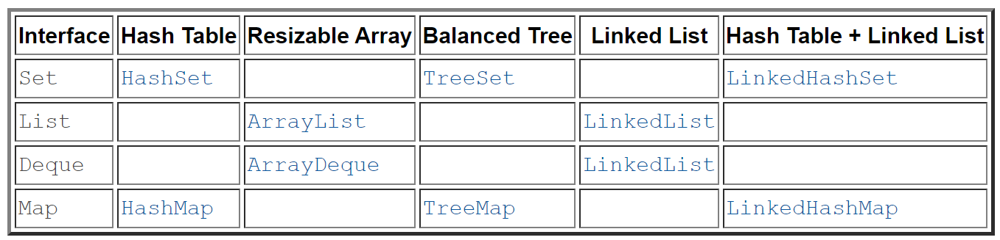 Interface Hash Table Resizable Array Balanced Tree Linked List Hash Table + Linked List
Set HashSet TreeSet LinkedHashSet
List ArrayList LinkedList
Deque ArrayDeque LinkedList
Map HashMap TreeMap LinkedHashMap